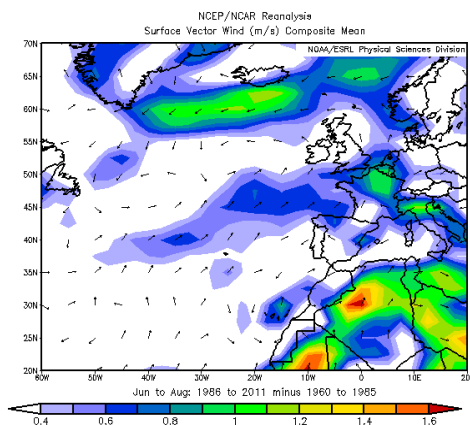 NCEP/NCAR Reanalysis
Surface Vector Wind (m/s) Composite Mean
NOAA/ESRL Physical Sciences Division
70N
65N
60N
55N
50N
45N
40N
35N
30N
25N
20N
60W 50W 40W 30W 20W 10W 0 10E 20E
Jun to Aug: 1986 to 2011 minus 1960 to 1985
0.4 0.6 0.8 1 1.2 1.4 1.6